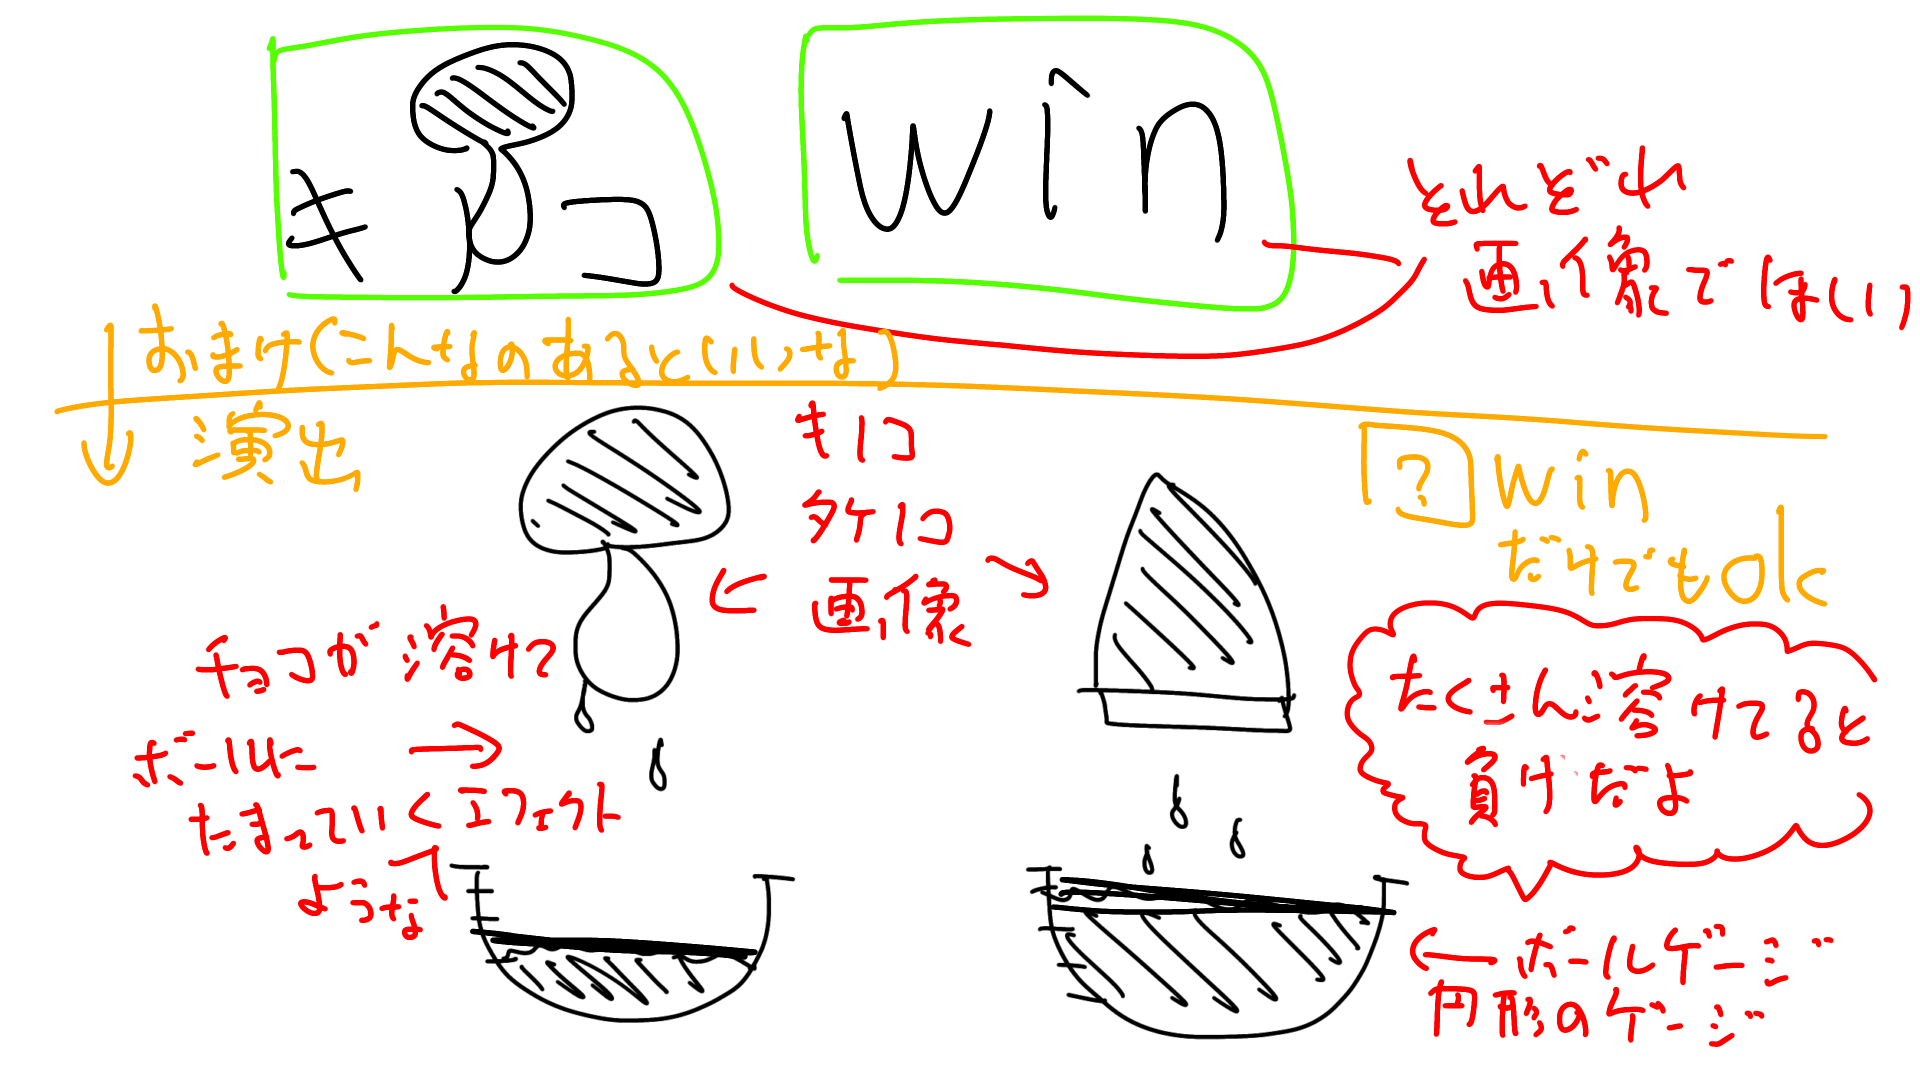 キノコ
win
それぞれ
画像でほしい
おまけ(こんなのあるといいな)
演出
キノコ
タケノコ
画像
?
win
だけでもok
チョコが溶けて
ボールに
たまっていく
ような
エフェクト
たくさん溶けてると
負けだよ
ボールゲージ
円形のゲージ